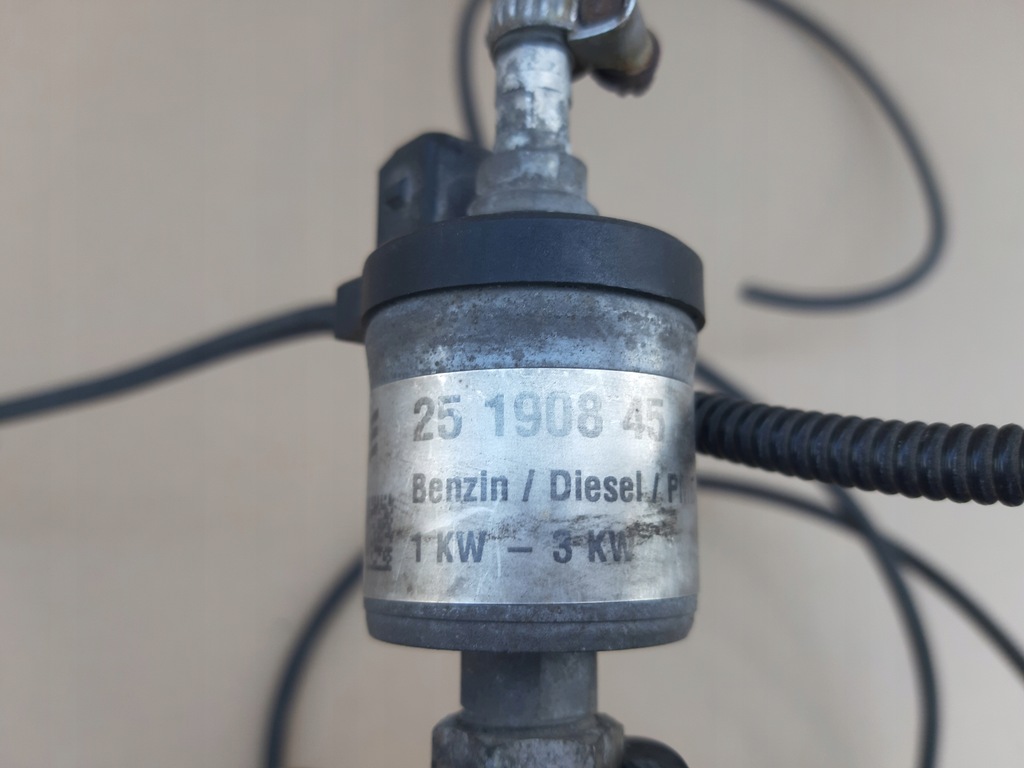 25 1908 45
Benzin / Diesel /
1 KW – 3 KW